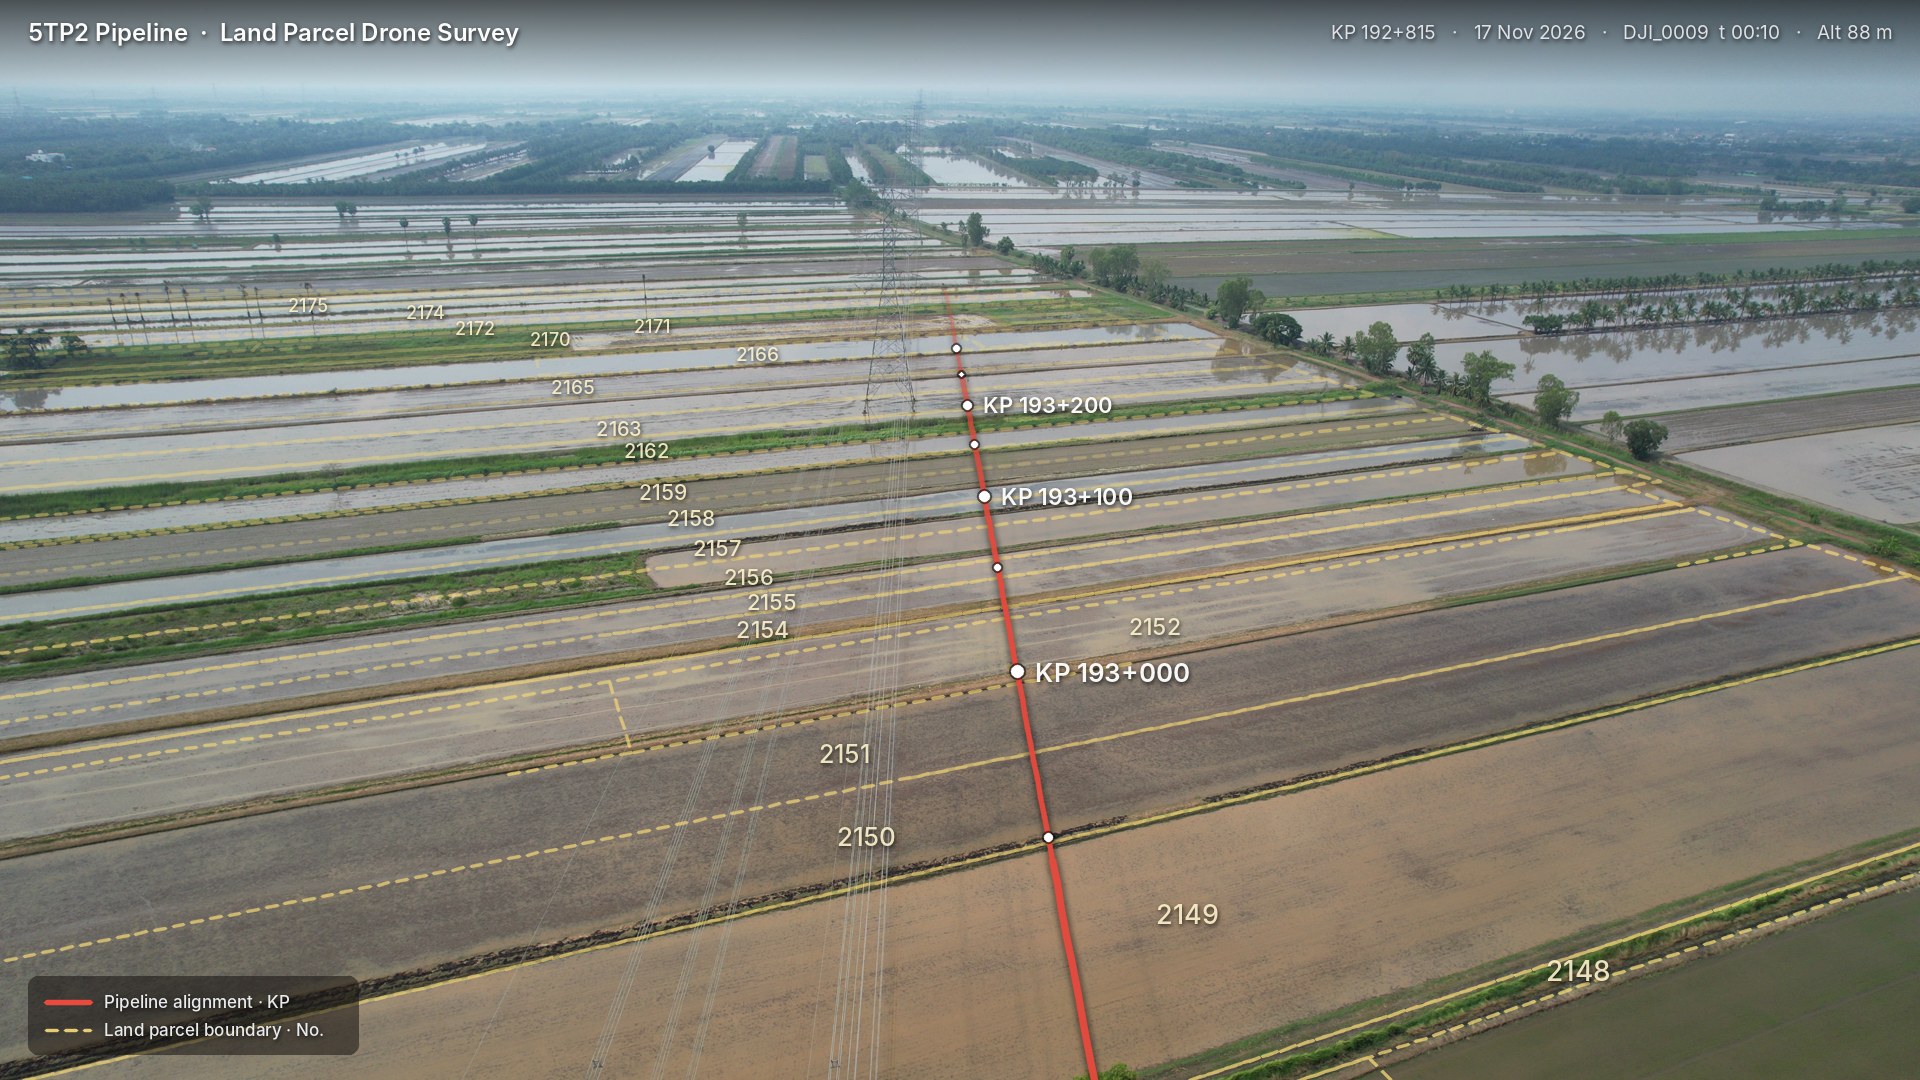 5TP2 Pipeline · Land Parcel Drone Survey
KP 192+815 · 17 Nov 2026 · DJI_0009 t 00:10 · Alt 88 m
2175
2174
2172
2171
2170
2166
2165
KP 193+200
2163
2162
2159
KP 193+100
2158
2157
2156
2155
2154
2152
KP 193+000
2151
2150
2149
2148
Pipeline alignment · KP
Land parcel boundary · No.